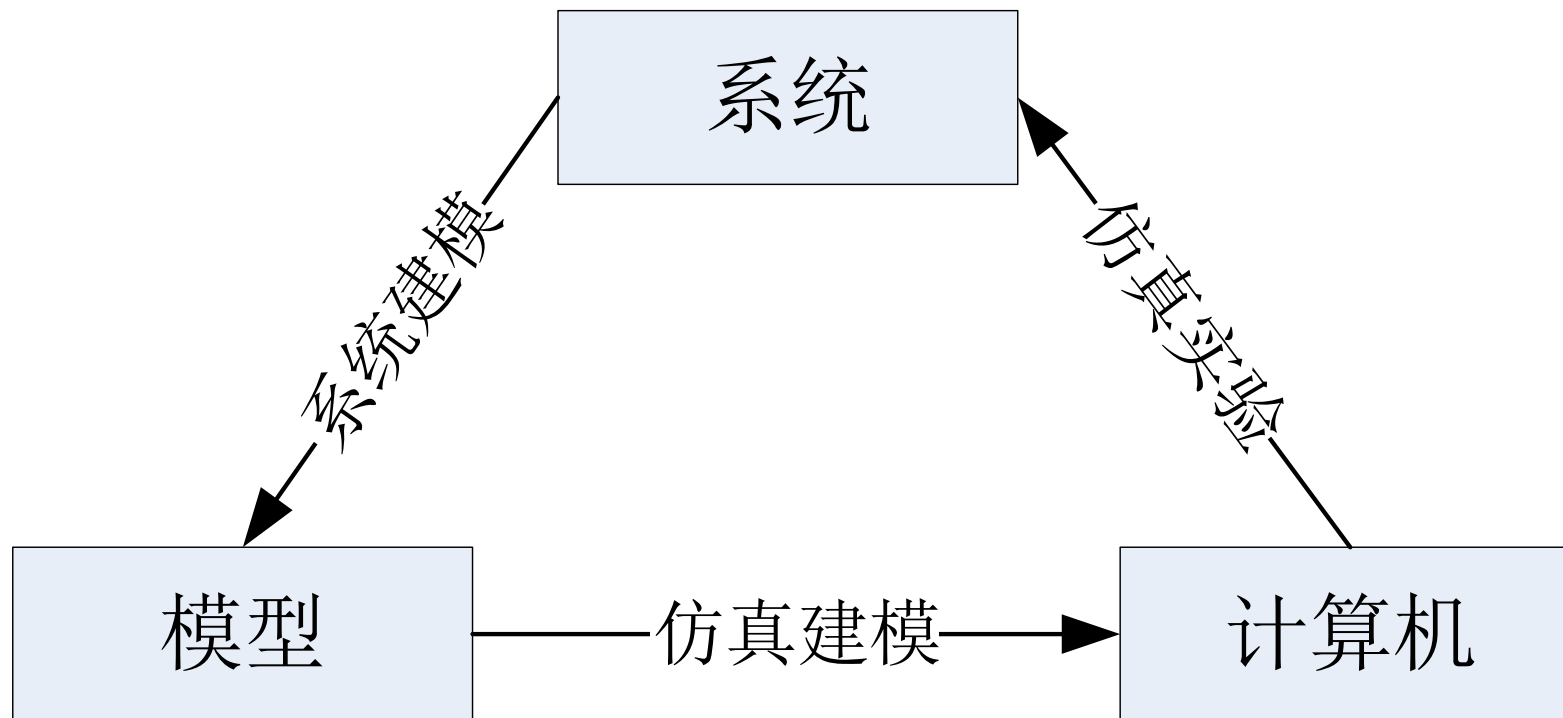 系统
系统建模
仿真实验
模型
仿真建模
计算机